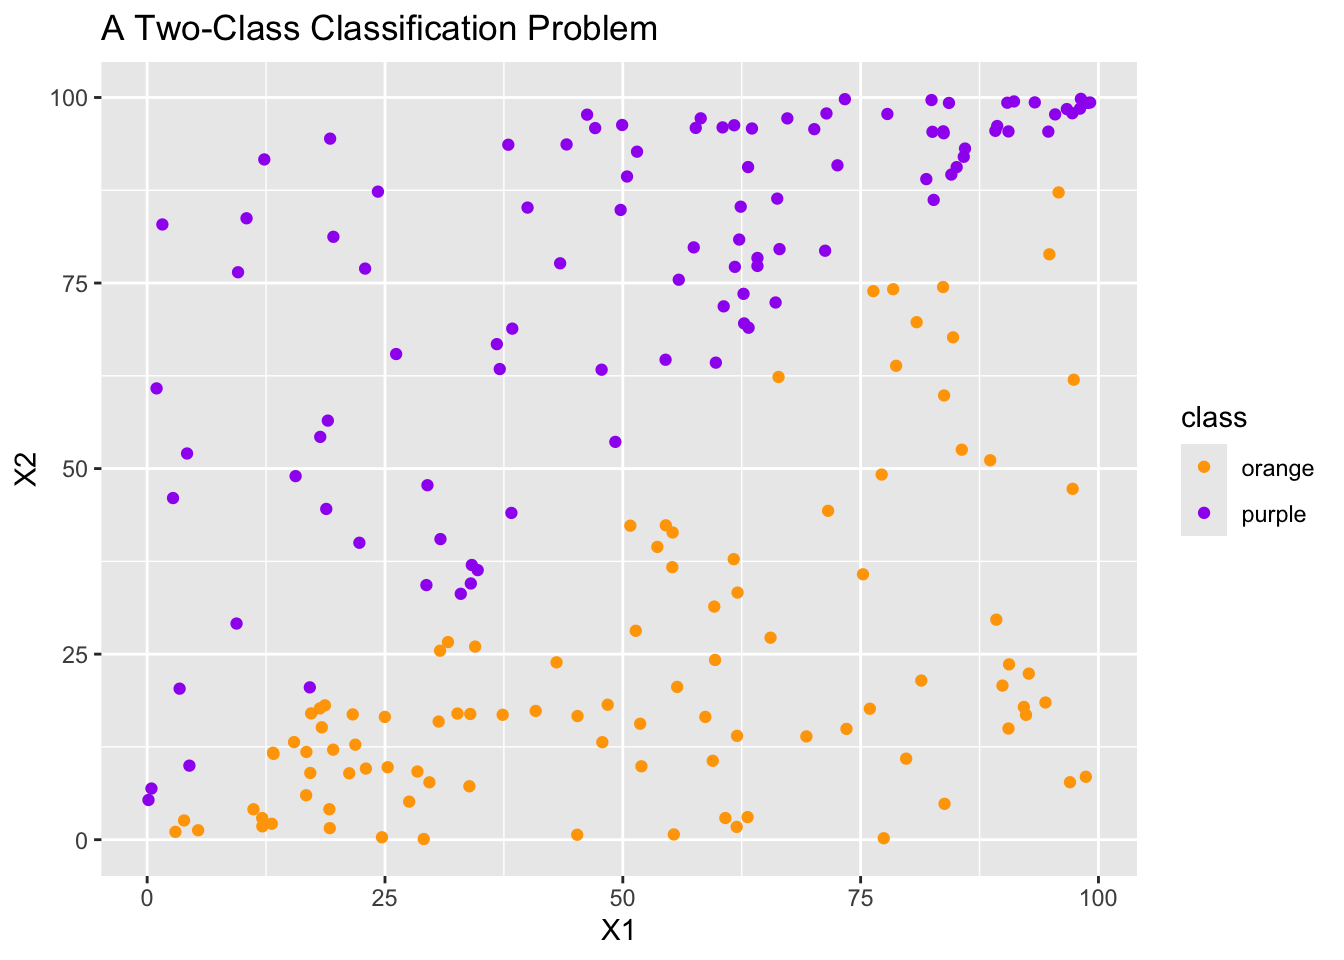 A Two-Class Classification Problem
100
75
50
25
0
X2
0 25 50 75 100
X1
class
orange
purple